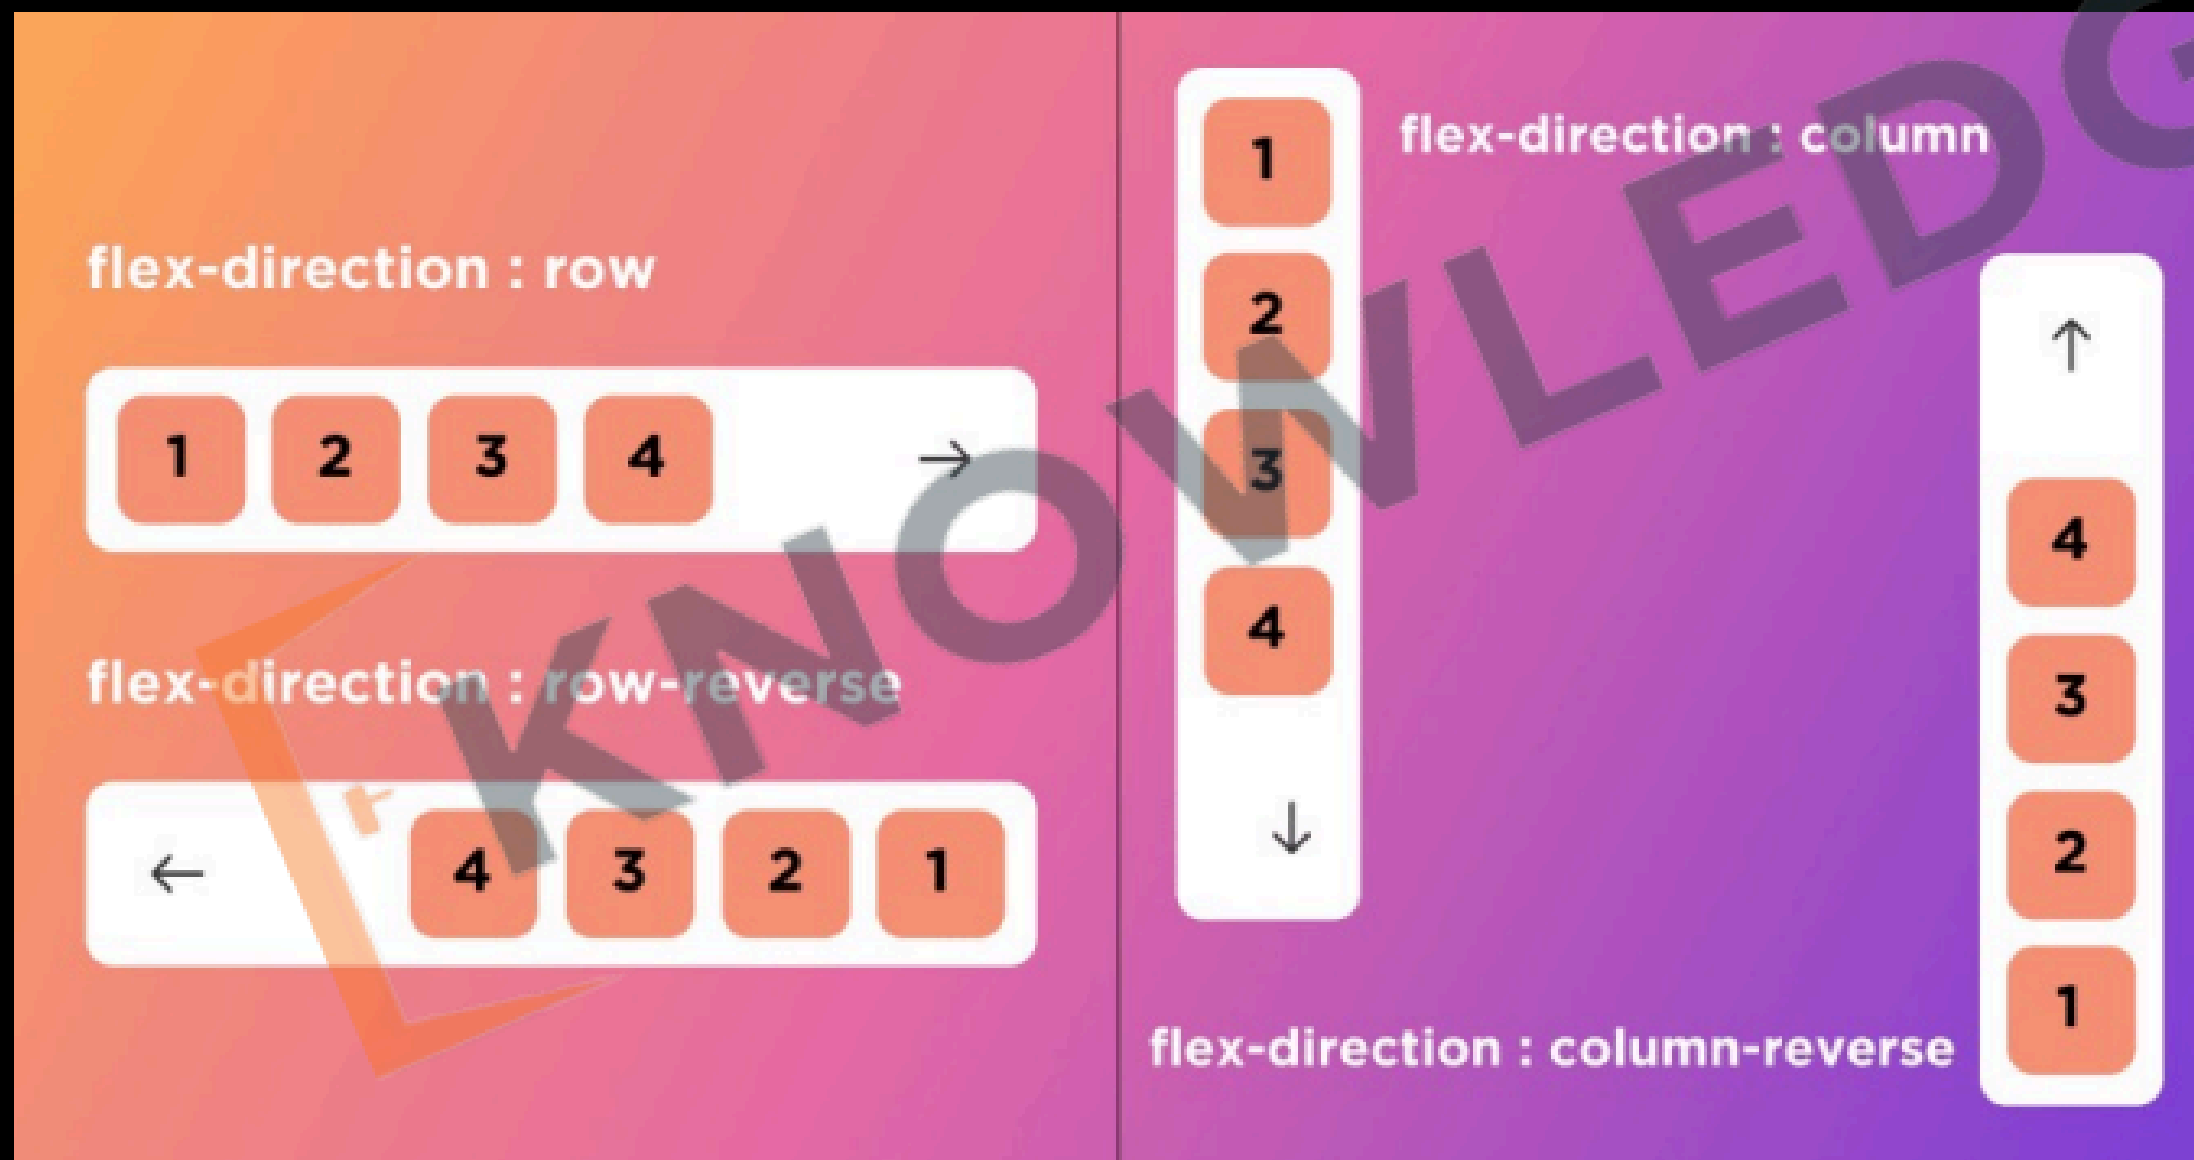 flex-direction : row
1 2 3 4 →
flex-direction : row-reverse
← 4 3 2 1
flex-direction : column
1
2
3
4
↓
flex-direction : column-reverse
↑
4
3
2
1
KNOWLEDG